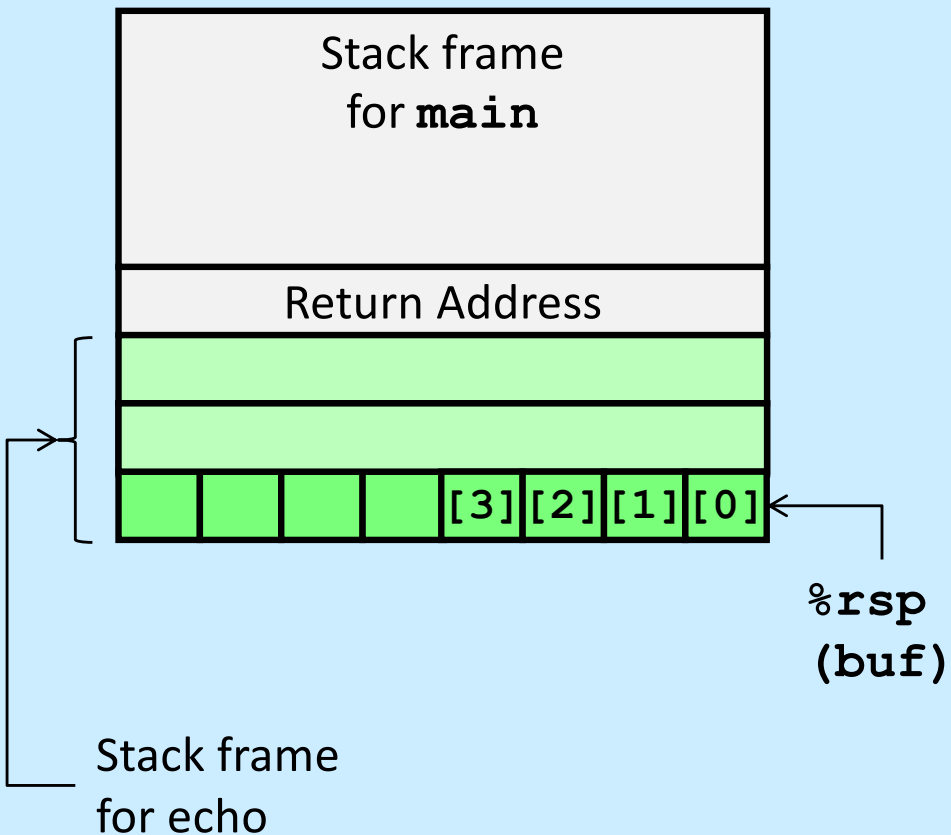 Stack frame
for main
Return Address
[3] [2] [1] [0]
%rsp
(buf)
Stack frame
for echo